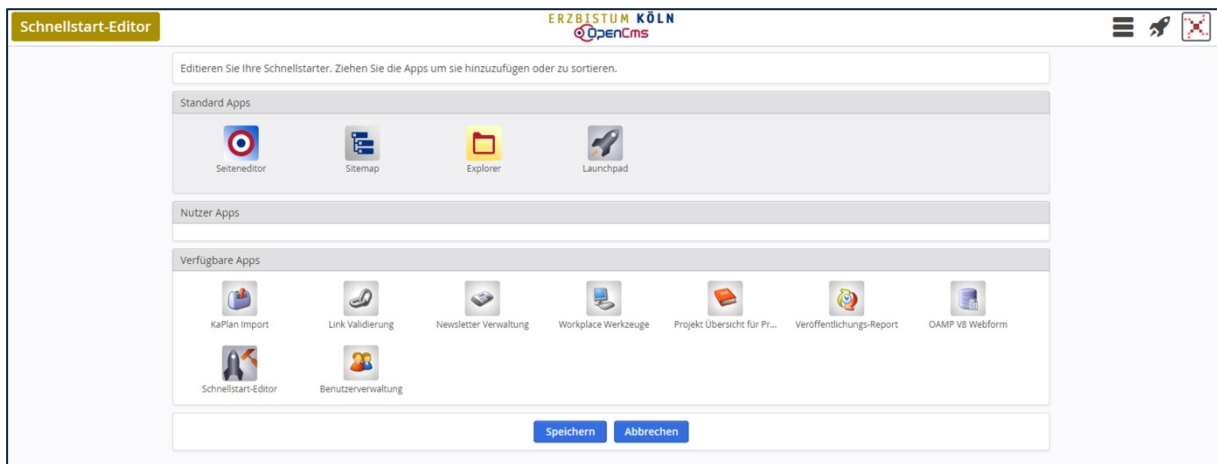 Schnellstart-Editor
ERZBISTUM KÖLN
OpenCms
Editieren Sie Ihre Schnellstarter. Ziehen Sie die Apps um sie hinzuzufügen oder zu sortieren.
Standard Apps
Seiteneditor Sitemap Explorer Launchpad
Nutzer Apps
Verfügbare Apps
KaPlan Import Link Validierung Newsletter Verwaltung Workplace Werkzeuge Projekt Übersicht für Pr... Veröffentlichungs-Report OAMP V8 Webform
Schnellstart-Editor Benutzerverwaltung
Speichern Abbrechen